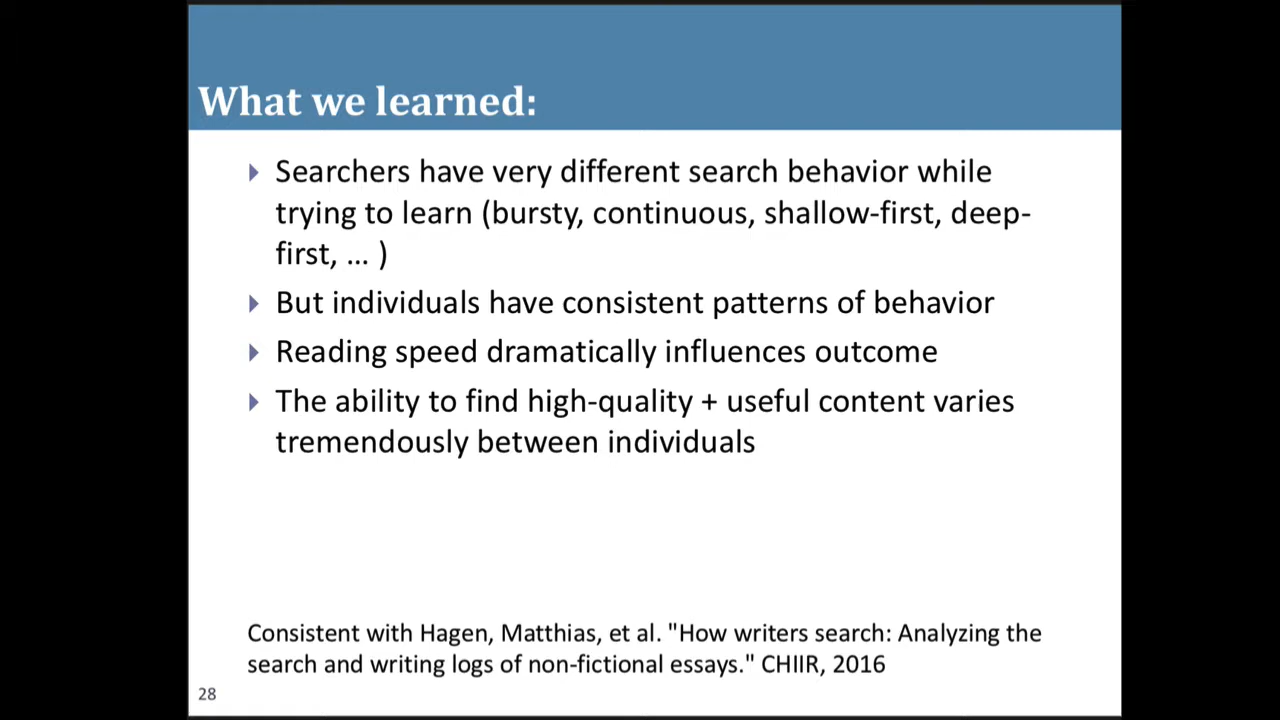 What we learned:
Searchers have very different search behavior while
trying to learn (bursty, continuous, shallow-first, deep-
first, ... )
But individuals have consistent patterns of behavior
Reading speed dramatically influences outcome
The ability to find high-quality + useful content varies
tremendously between individuals
Consistent with Hagen, Matthias, et al. "How writers search: Analyzing the
search and writing logs of non-fictional essays." CHIIR, 2016
28